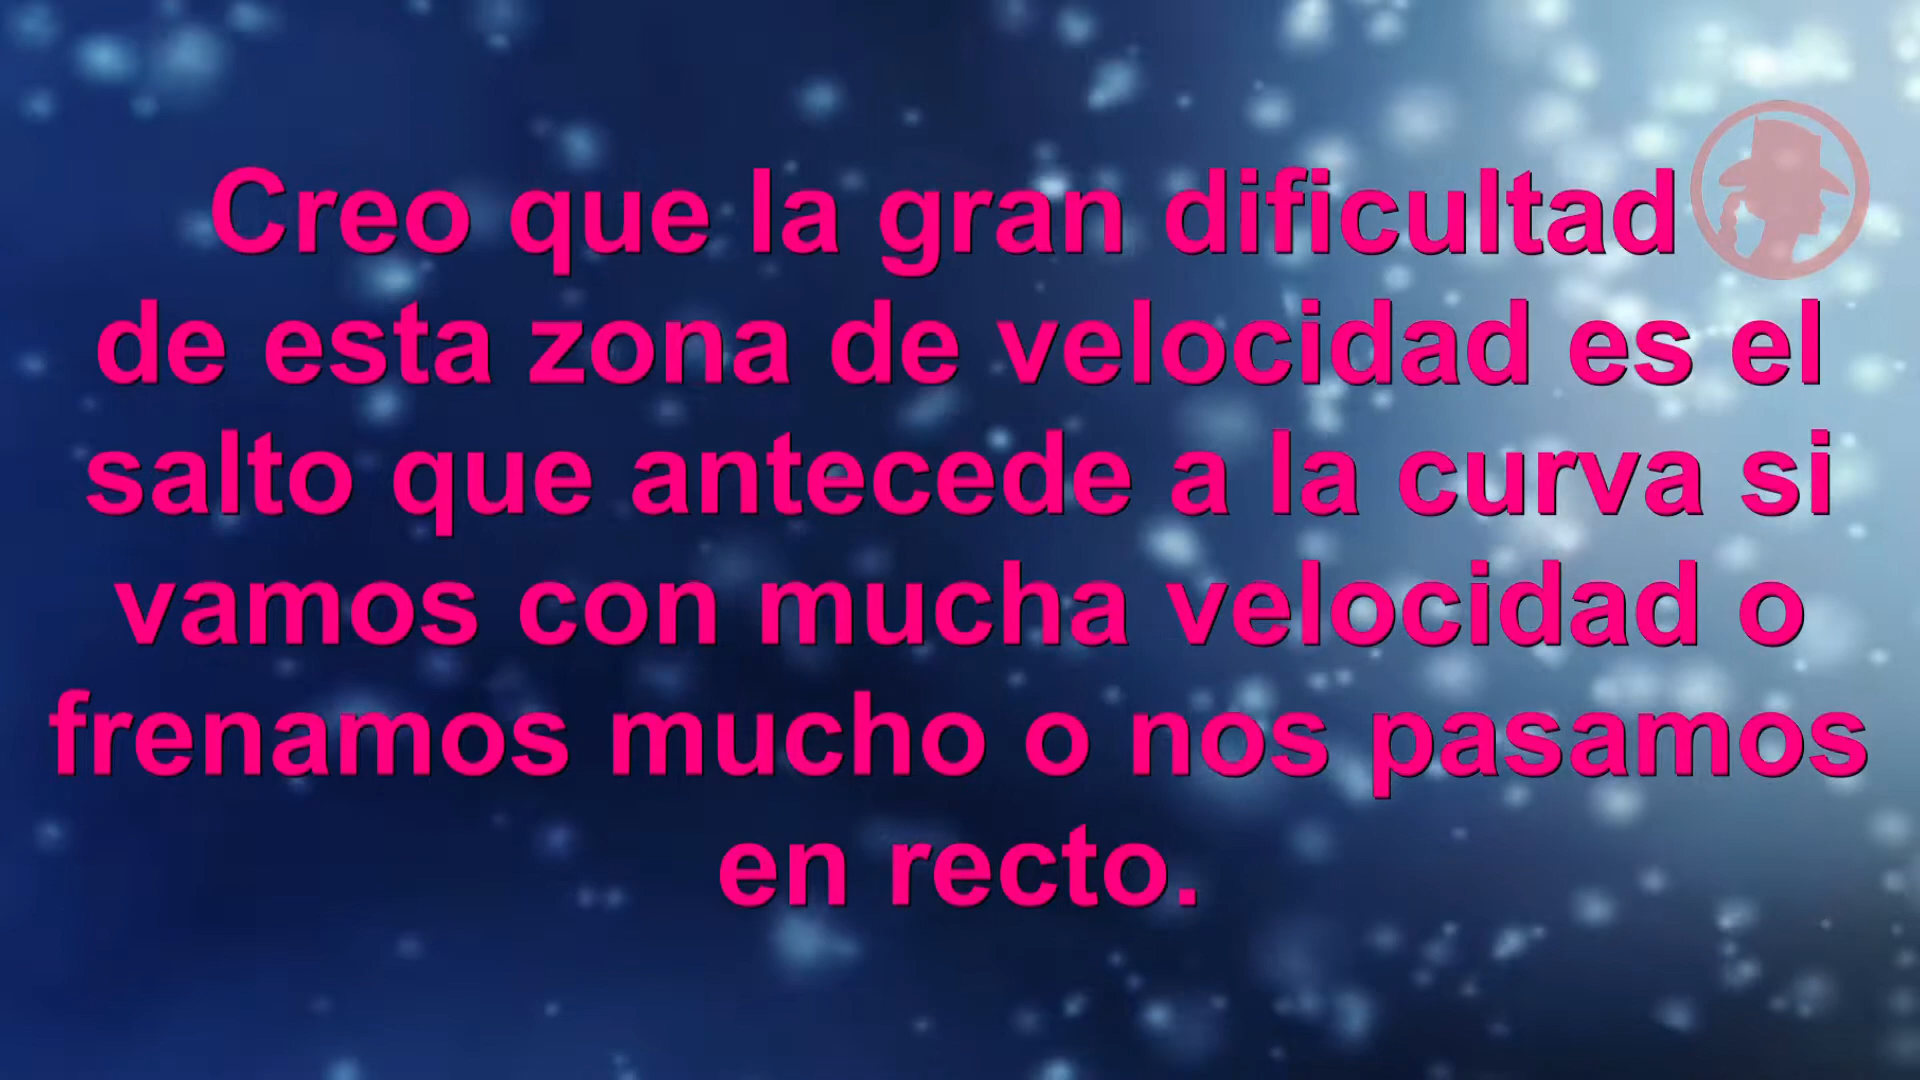 Creo que la gran dificultad
de esta zona de velocidad es el
salto que antecede a la curva si
vamos con mucha velocidad o
frenamos mucho o nos pasamos
en recto.